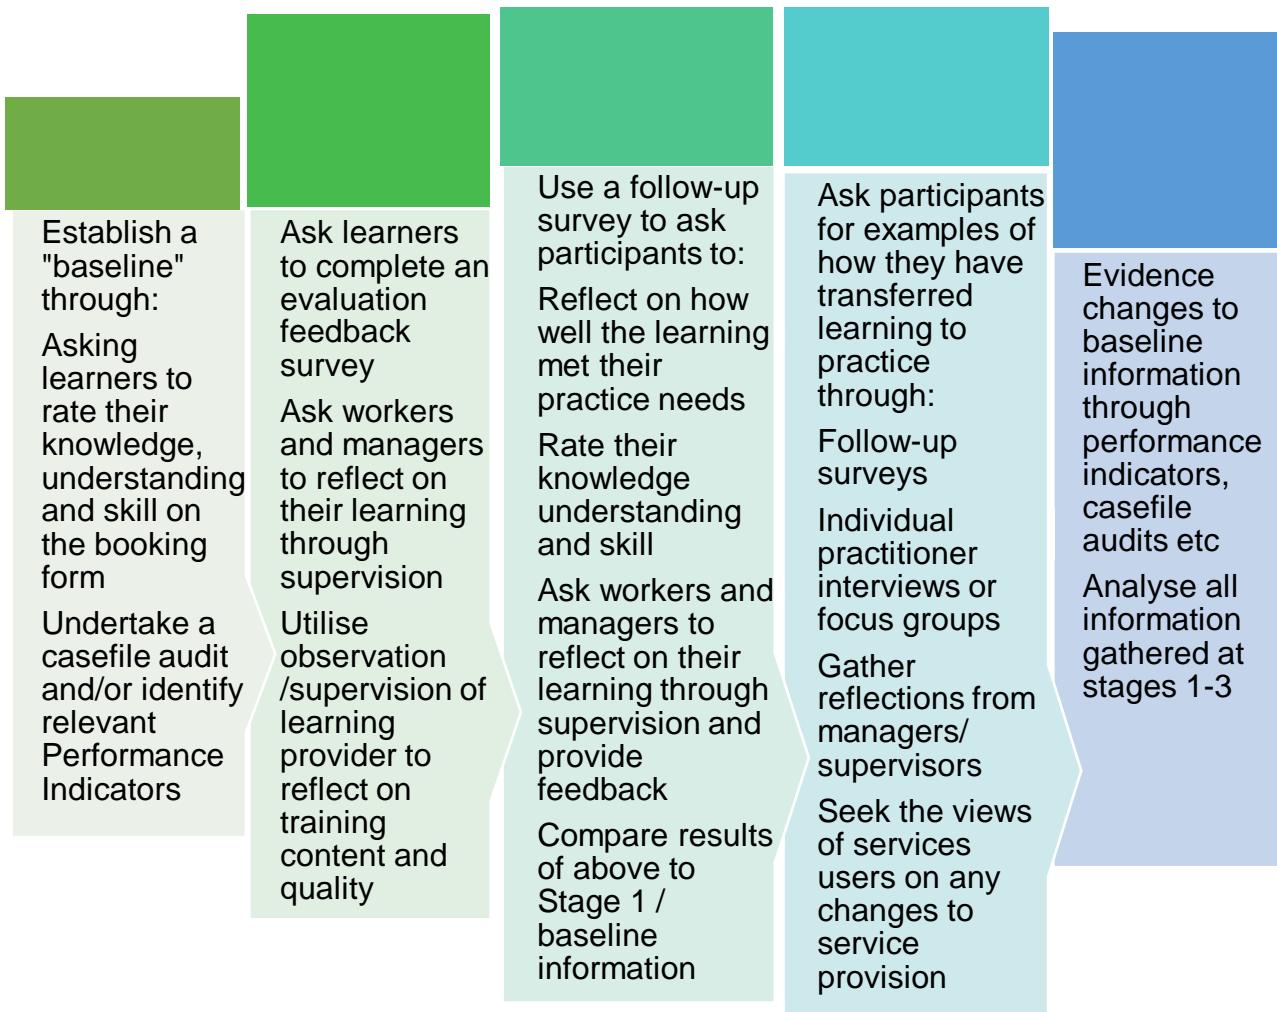 Establish a
"baseline"
through:
Asking
learners to
rate their
knowledge,
understanding
and skill on
the booking
form
Undertake a
casefile audit
and/or identify
relevant
Performance
Indicators
Ask learners
to complete an
evaluation
feedback
survey
Ask workers
and managers
to reflect on
their learning
through
supervision
Utilise
observation
/supervision of
learning
provider to
reflect on
training
content and
quality
Use a follow-up
survey to ask
participants to:
Reflect on how
well the learning
met their
practice needs
Rate their
knowledge
understanding
and skill
Ask workers and
managers to
reflect on their
learning through
supervision and
provide
feedback
Compare results
of above to
Stage 1 /
baseline
information
Ask participants
for examples of
how they have
transferred
learning to
practice
through:
Follow-up
surveys
Individual
practitioner
interviews or
focus groups
Gather
reflections from
managers/
supervisors
Seek the views
of services
users on any
changes to
service
provision
Evidence
changes to
baseline
information
through
performance
indicators,
casefile
audits etc
Analyse all
information
gathered at
stages 1-3